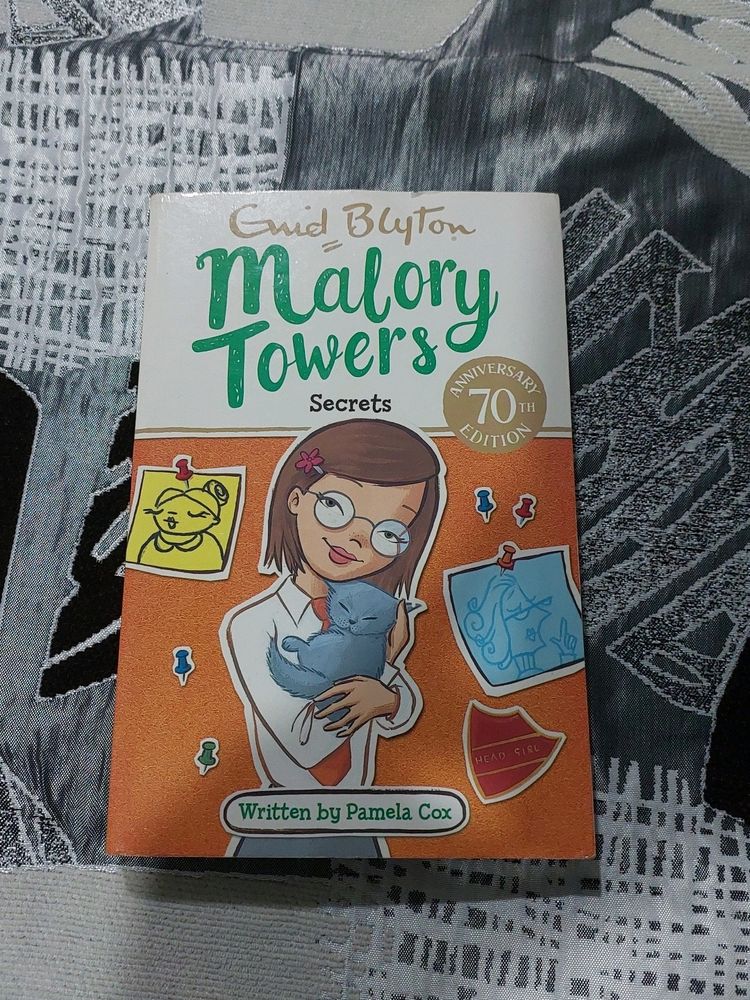 Enid Blyton
Malory
Towers
Secrets
ANNIVERSARY
70TH
EDITION
HEAD GIRL
Written by Pamela Cox